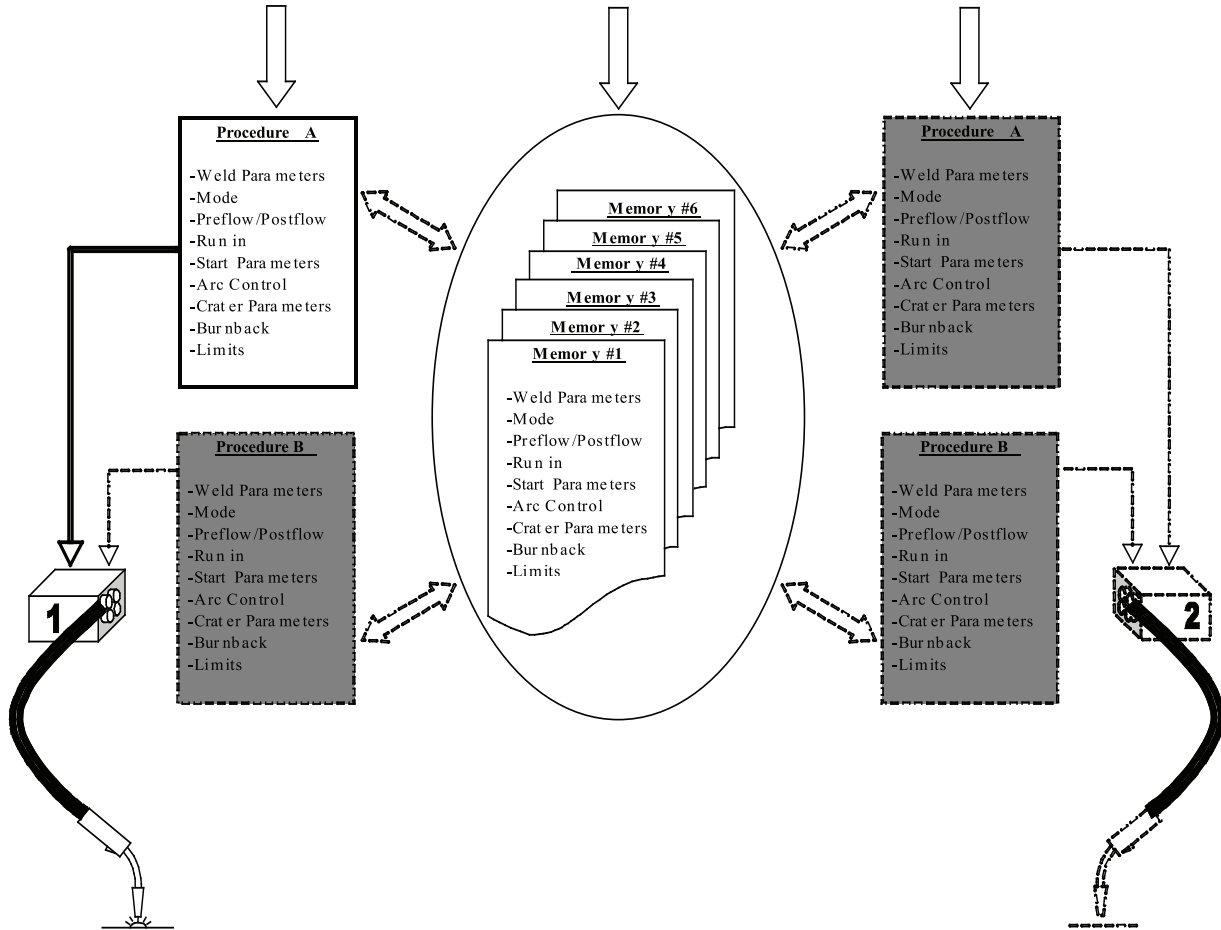 Procedure A
-Weld Parameters
-Mode
-Preflow/Postflow
-Run in
-Start Parameters
-Arc Control
-Crater Parameters
-Burnback
-Limits
Procedure B
-Weld Parameters
-Mode
-Preflow/Postflow
-Run in
-Start Parameters
-Arc Control
-Crater Parameters
-Burnback
-Limits
1
Memory #6
Memory #5
Memory #4
Memory #3
Memory #2
Memory #1
-Weld Parameters
-Mode
-Preflow/Postflow
-Run in
-Start Parameters
-Arc Control
-Crater Parameters
-Burnback
-Limits
Procedure A
-Weld Parameters
-Mode
-Preflow/Postflow
-Run in
-Start Parameters
-Arc Control
-Crater Parameters
-Burnback
-Limits
Procedure B
-Weld Parameters
-Mode
-Preflow/Postflow
-Run in
-Start Parameters
-Arc Control
-Crater Parameters
-Burnback
-Limits
2